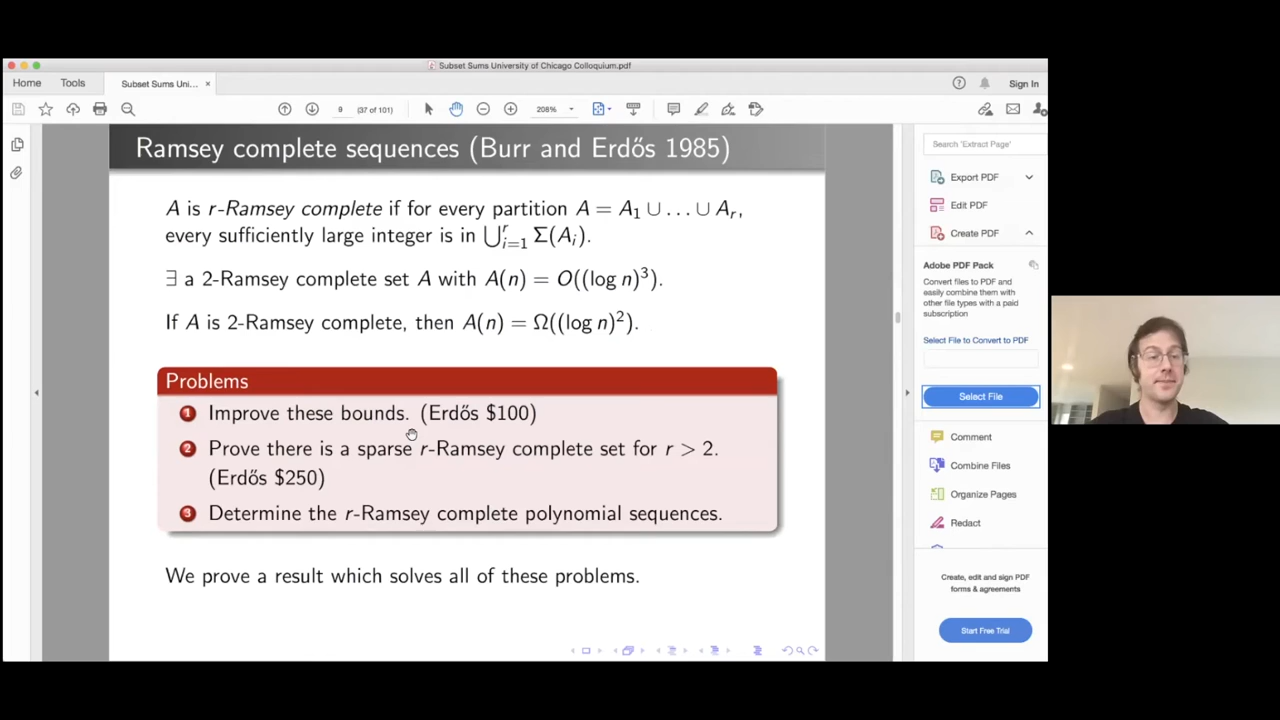 Subset Sums University of Chicago Colloquium.pdf
Home
Tools
Subset Sums Uni... ×
Sign In
9
(37 of 101)
208%
Ramsey complete sequences (Burr and Erdős 1985)
A is r-Ramsey complete if for every partition A = A₁ ∪ . . . ∪ Aᵣ,
every sufficiently large integer is in ⋃ᵢ₌₁ʳ Σ(Aᵢ).
∃ a 2-Ramsey complete set A with A(n) = O((log n)³).
If A is 2-Ramsey complete, then A(n) = Ω((log n)²).
Problems
1 Improve these bounds. (Erdős $100)
2 Prove there is a sparse r-Ramsey complete set for r > 2.
(Erdős $250)
3 Determine the r-Ramsey complete polynomial sequences.
We prove a result which solves all of these problems.
Search 'Extract Page'
Export PDF
Edit PDF
Create PDF
Adobe PDF Pack
Convert files to PDF and
easily combine them with
other file types with a paid
subscription
Select File to Convert to PDF
Select File
Comment
Combine Files
Organize Pages
Redact
Create, edit and sign PDF
forms & agreements
Start Free Trial